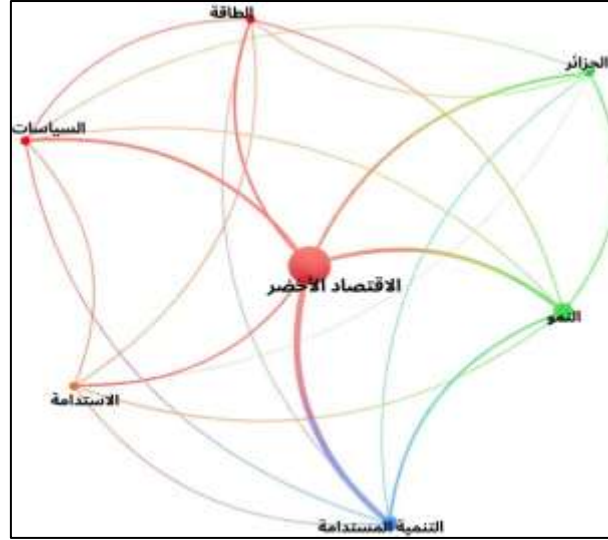 الطاقة
الجزائر
السياسات
الاقتصاد الأخضر
النمو
الاستدامة
التنمية المستدامة